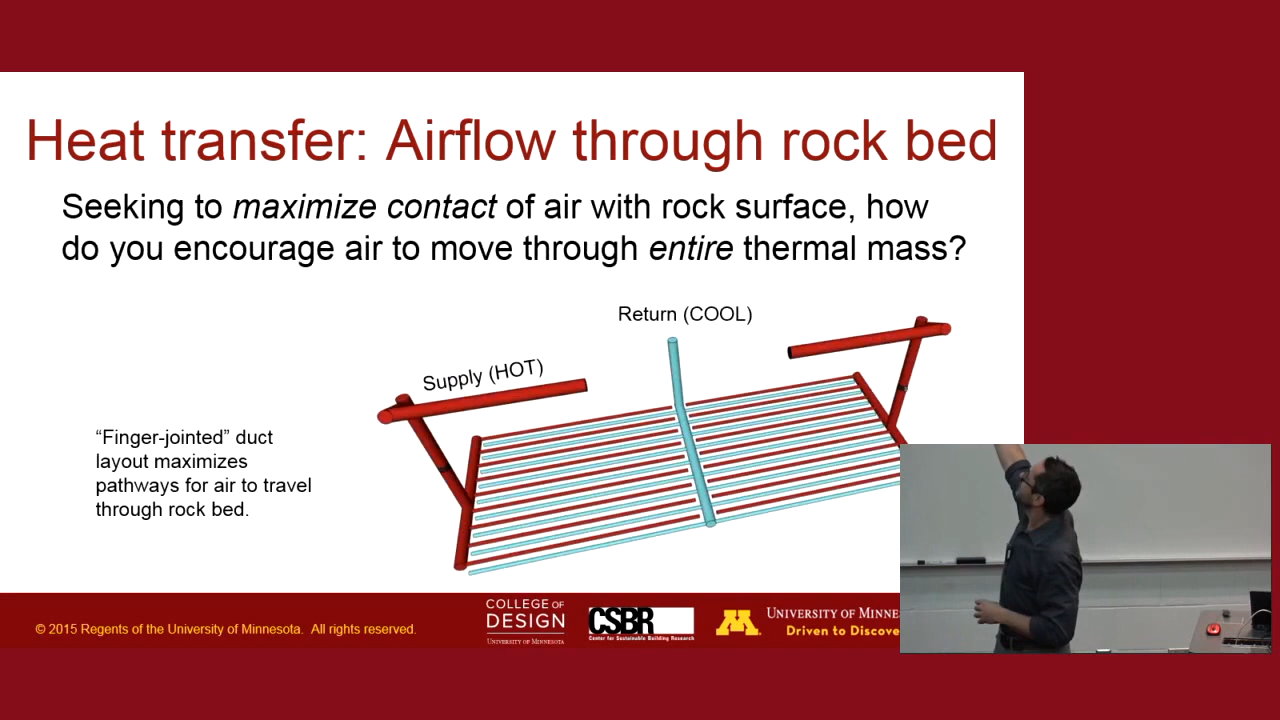 Heat transfer: Airflow through rock bed
Seeking to maximize contact of air with rock surface, how
do you encourage air to move through entire thermal mass?
Return (COOL)
Supply (HOT)
“Finger-jointed” duct
layout maximizes
pathways for air to travel
through rock bed.
© 2015 Regents of the University of Minnesota. All rights reserved.
COLLEGE OF
DESIGN
UNIVERSITY OF MINNESOTA
CSBR
Center for Sustainable Building Research
M
UNIVERSITY OF MINNE
Driven to Discove